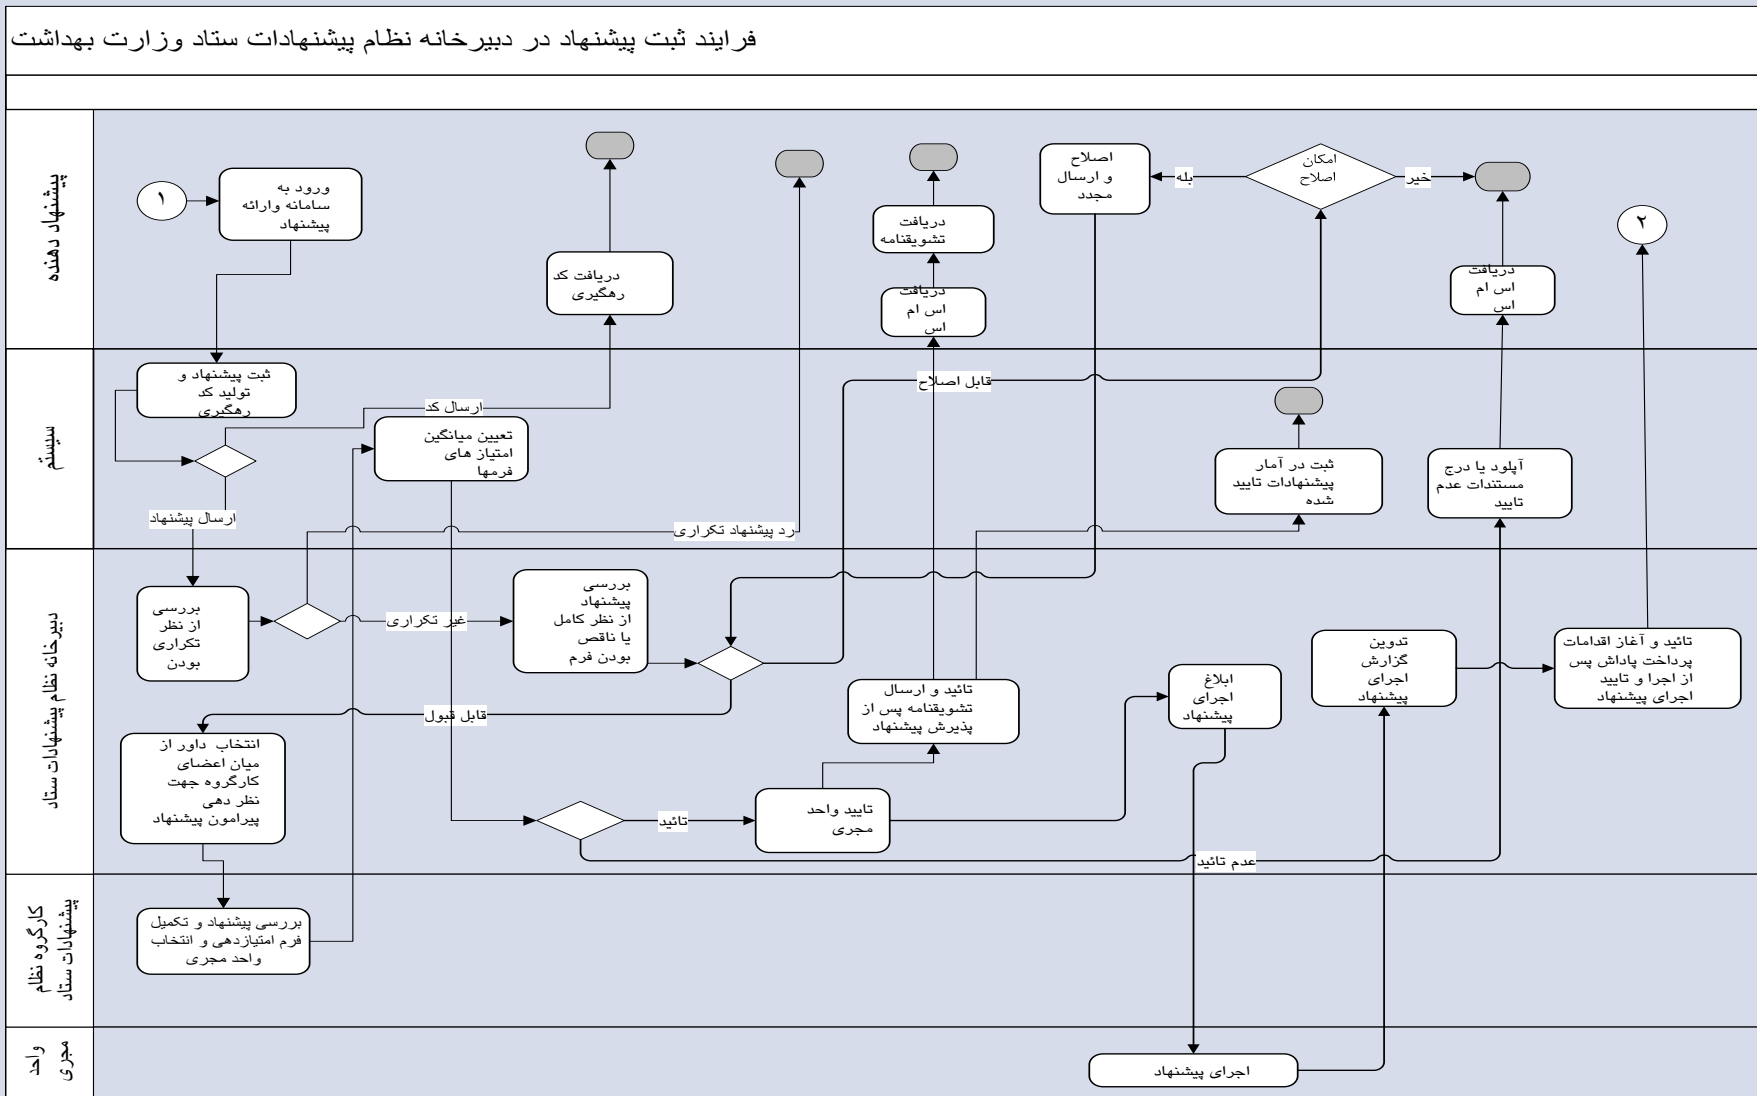 فرایند ثبت پیشنهاد در دبیرخانه نظام پیشنهادات ستاد وزارت بهداشت
پیشنهاد دهنده
۱
ورود به
سامانه وارائه
پیشنهاد
دریافت کد
رهگیری
دریافت
تشویقنامه
دریافت
اس ام
اس
اصلاح
و ارسال
مجدد
بله
امکان
اصلاح
خیر
دریافت
اس ام
اس
۲
سیستم
ثبت پیشنهاد و
تولید کد
رهگیری
ارسال کد
ارسال پیشنهاد
تعیین میانگین
امتیاز های
فرمها
رد پیشنهاد تکراری
قابل اصلاح
ثبت در آمار
پیشنهادات تایید
شده
آپلود یا درج
مستندات عدم
تایید
دبیرخانه نظام پیشنهادات ستاد
بررسی
از نظر
تکراری
بودن
غیر تکراری
بررسی
پیشنهاد
از نظر کامل
یا ناقص
بودن فرم
قابل قبول
انتخاب داور از
میان اعضای
کارگروه جهت
نظر دهی
پیرامون پیشنهاد
تائید
تایید واحد
مجری
تائید و ارسال
تشویقنامه پس از
پذیرش پیشنهاد
ابلاغ
اجرای
پیشنهاد
عدم تائید
تدوین
گزارش
اجرای
پیشنهاد
تائید و آغاز اقدامات
پرداخت پاداش پس
از اجرا و تایید
اجرای پیشنهاد
کارگروه نظام
پیشنهادات ستاد
بررسی پیشنهاد و تکمیل
فرم امتیازدهی و انتخاب
واحد مجری
واحد
مجری
اجرای پیشنهاد